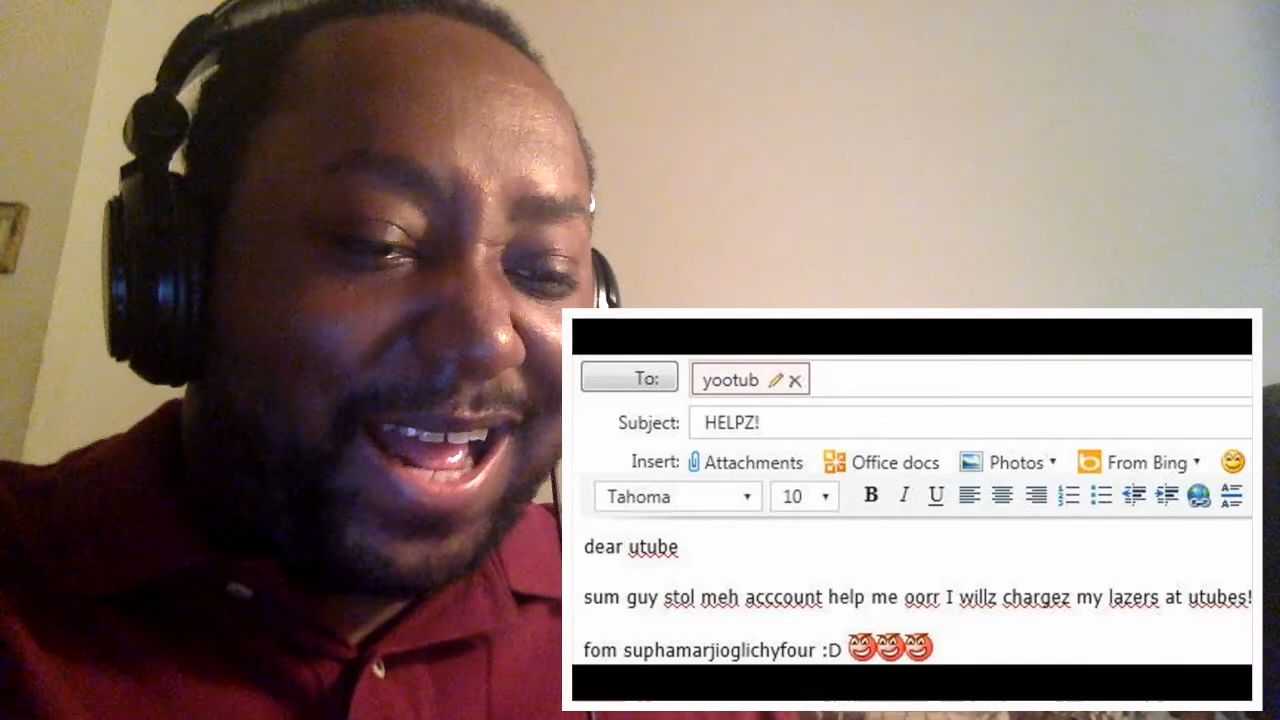 To: yootub
Subject: HELPZ!
Insert: Attachments Office docs Photos From Bing
Tahoma 10 B I U
dear utube
sum guy stol meh acccount help me oorr I willz chargez my lazers at utubes!
fom suphamarjioglichyfour :D